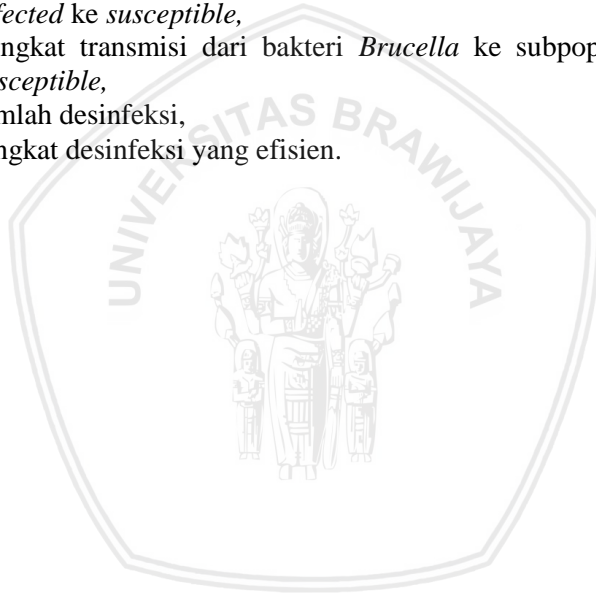 fected ke susceptible,
ngkat transmisi dari bakteri Brucella ke subpop
sceptible,
mlah desinfeksi,
ngkat desinfeksi yang efisien.
UNIVERSITAS BRAWIJAYA